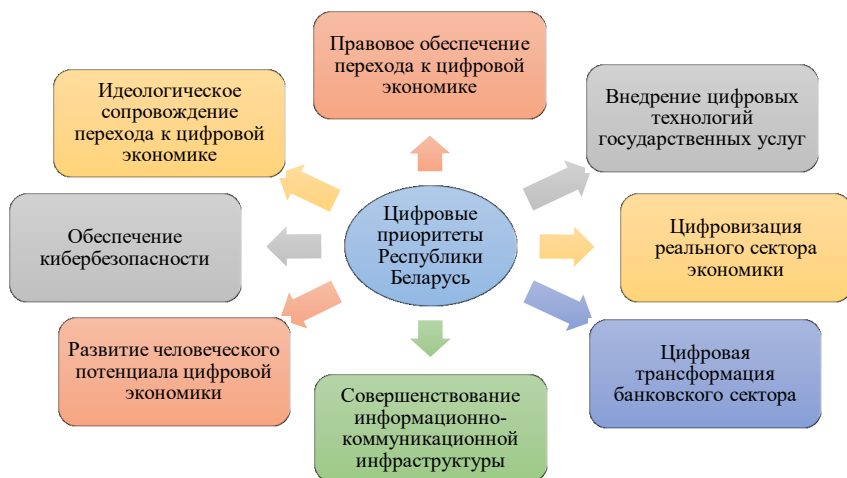 Правовое обеспечение
перехода к цифровой
экономике
Внедрение цифровых
технологий
государственных услуг
Цифровизация
реального сектора
экономики
Цифровая
трансформация
банковского сектора
Совершенствование
информационно-
коммуникационной
инфраструктуры
Развитие человеческого
потенциала цифровой
экономики
Обеспечение
кибербезопасности
Идеологическое
сопровождение
перехода к цифровой
экономике
Цифровые
приоритеты
Республики
Беларусь